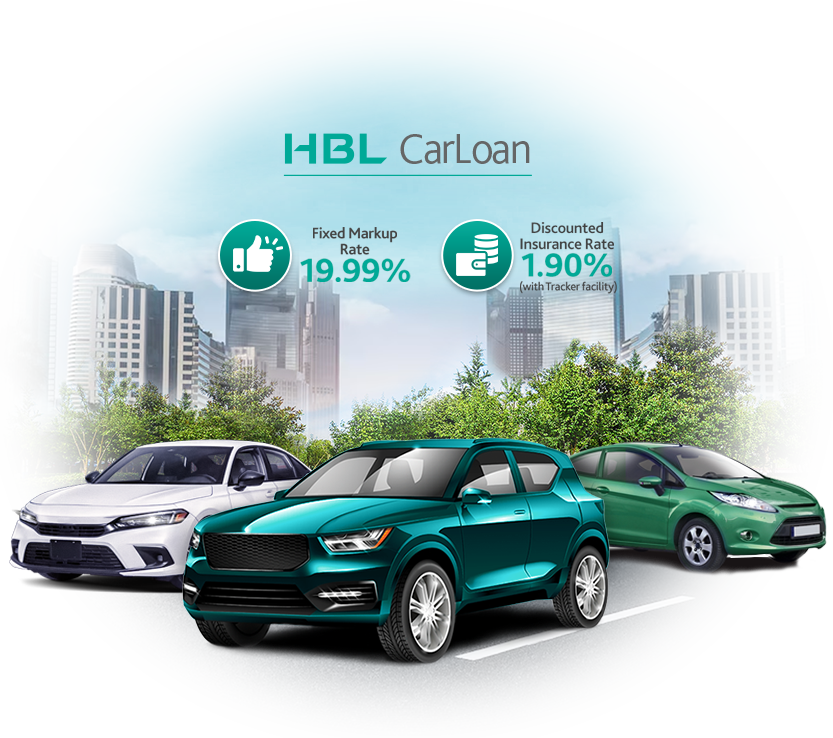 HBL CarLoan
Fixed Markup
Rate
19.99%
Discounted
Insurance Rate
1.90%
(with Tracker facility)